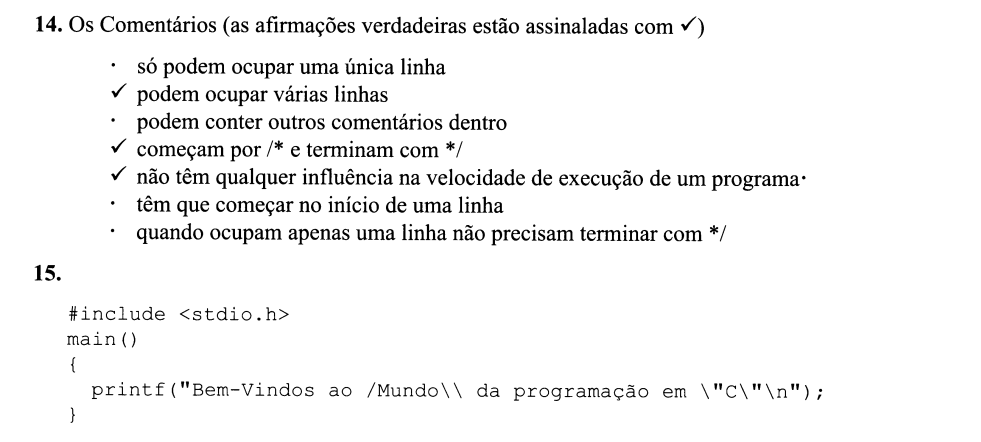 14. Os Comentários (as afirmações verdadeiras estão assinaladas com ✓)
· só podem ocupar uma única linha
✓ podem ocupar várias linhas
· podem conter outros comentários dentro
✓ começam por /* e terminam com */
✓ não têm qualquer influência na velocidade de execução de um programa·
· têm que começar no início de uma linha
· quando ocupam apenas uma linha não precisam terminar com */
15.
#include <stdio.h>
main()
{
printf("Bem-Vindos ao /Mundo\\ da programação em \"C\"\n");
}